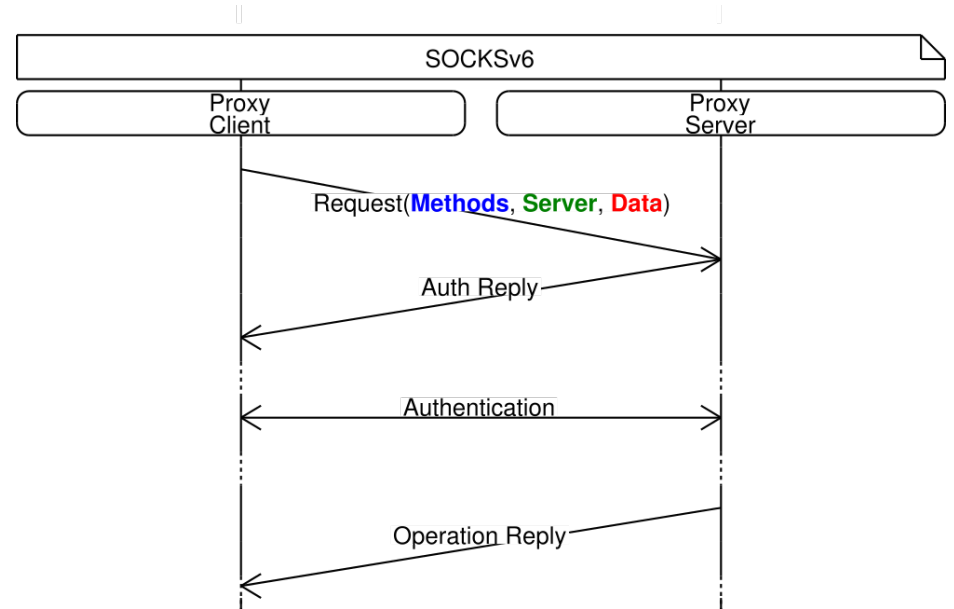 SOCKSv6
Proxy
Client
Proxy
Server
Request(Methods, Server, Data)
Auth Reply
Authentication
Operation Reply